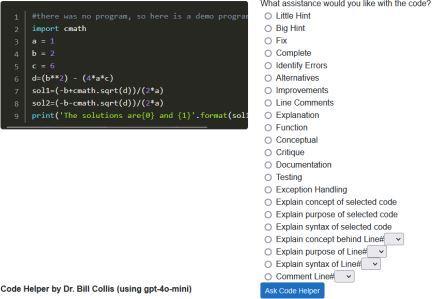 1 #there was no program, so here is a demo program
2 import cmath
3 a = 1
4 b = 2
5 c = 6
6 d=(b**2) - (4*a*c)
7 sol1=(-b+cmath.sqrt(d))/(2*a)
8 sol2=(-b-cmath.sqrt(d))/(2*a)
9 print('The solutions are{0} and {1}'.format(sol1
Code Helper by Dr. Bill Collis (using gpt-4o-mini)
What assistance would you like with the code?
Little Hint
Big Hint
Fix
Complete
Identify Errors
Alternatives
Improvements
Line Comments
Explanation
Function
Conceptual
Critique
Documentation
Testing
Exception Handling
Explain concept of selected code
Explain purpose of selected code
Explain syntax of selected code
Explain concept behind Line#
Explain purpose of Line#
Explain syntax of Line#
Comment Line#
Ask Code Helper